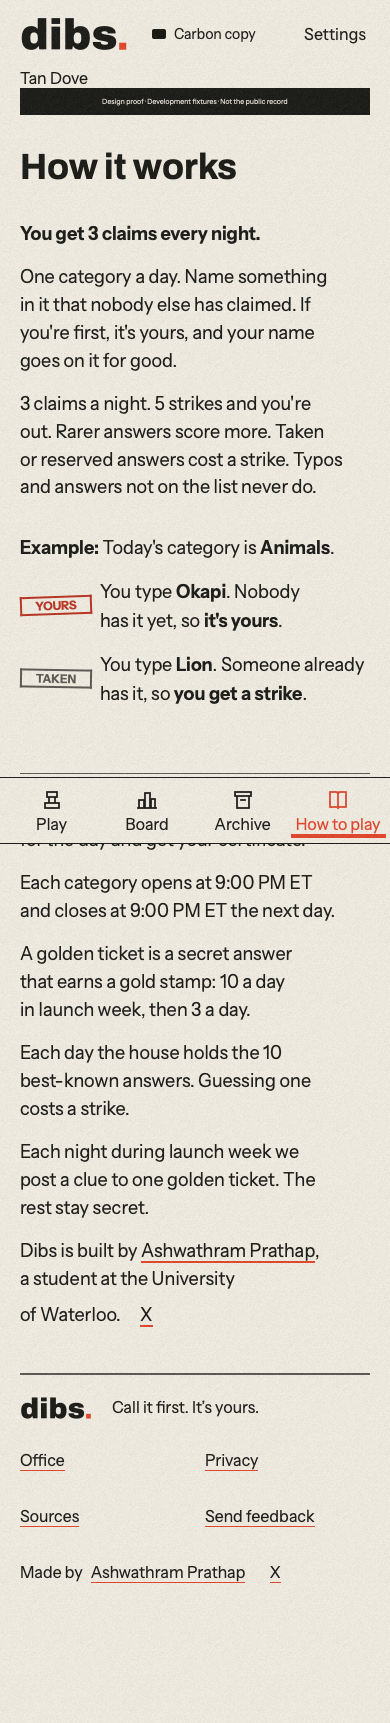 dibs.
Carbon copy
Settings
Tan Dove
Design proof · Development fixtures · Not the public record
How it works
You get 3 claims every night.
One category a day. Name something
in it that nobody else has claimed. If
you're first, it's yours, and your name
goes on it for good.
3 claims a night. 5 strikes and you're
out. Rarer answers score more. Taken
or reserved answers cost a strike. Typos
and answers not on the list never do.
Example: Today's category is Animals.
YOURS
You type Okapi. Nobody
has it yet, so it's yours.
TAKEN
You type Lion. Someone already
has it, so you get a strike.
Play
Board
Archive
How to play
for the day and get your certificate.
Each category opens at 9:00 PM ET
and closes at 9:00 PM ET the next day.
A golden ticket is a secret answer
that earns a gold stamp: 10 a day
in launch week, then 3 a day.
Each day the house holds the 10
best-known answers. Guessing one
costs a strike.
Each night during launch week we
post a clue to one golden ticket. The
rest stay secret.
Dibs is built by Ashwathram Prathap,
a student at the University
of Waterloo. X
dibs. Call it first. It's yours.
Office
Privacy
Sources
Send feedback
Made by Ashwathram Prathap X